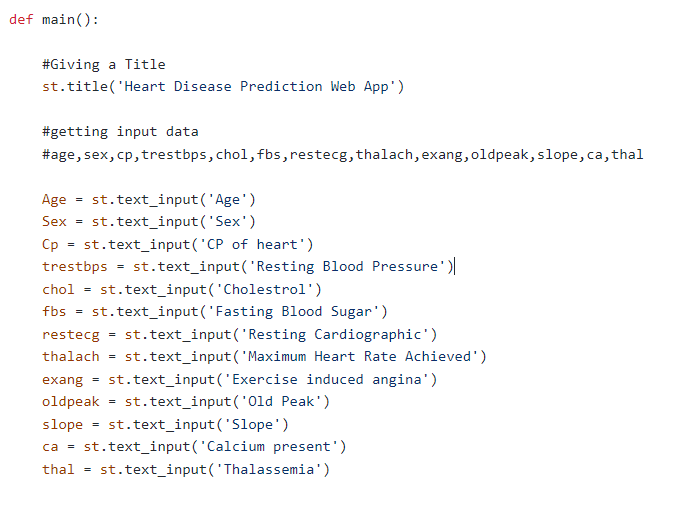 def main():
#Giving a Title
st.title('Heart Disease Prediction Web App')
#getting input data
#age,sex,cp,trestbps,chol,fbs,restecg,thalach,exang,oldpeak,slope,ca,thal
Age = st.text_input('Age')
Sex = st.text_input('Sex')
Cp = st.text_input('CP of heart')
trestbps = st.text_input('Resting Blood Pressure')
chol = st.text_input('Cholestrol')
fbs = st.text_input('Fasting Blood Sugar')
restecg = st.text_input('Resting Cardiographic')
thalach = st.text_input('Maximum Heart Rate Achieved')
exang = st.text_input('Exercise induced angina')
oldpeak = st.text_input('Old Peak')
slope = st.text_input('Slope')
ca = st.text_input('Calcium present')
thal = st.text_input('Thalassemia')